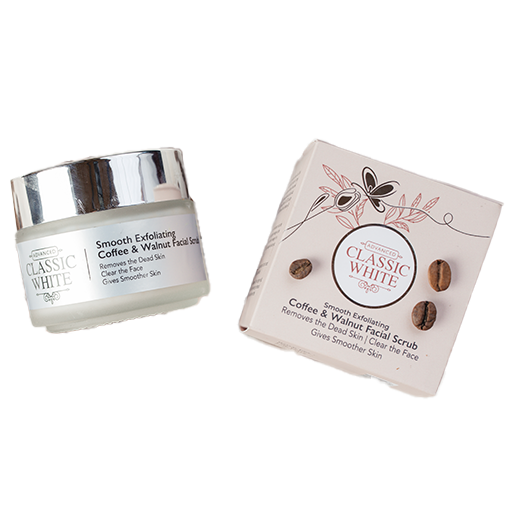 ADVANCED
CLASSIC
WHITE
Smooth Exfoliating
Coffee & Walnut Facial Scrub
Removes the Dead Skin
Clear the Face
Gives Smoother Skin
ADVANCED
CLASSIC
WHITE
Smooth Exfoliating
Coffee & Walnut Facial Scrub
Removes the Dead Skin | Clear the Face
Gives Smoother Skin